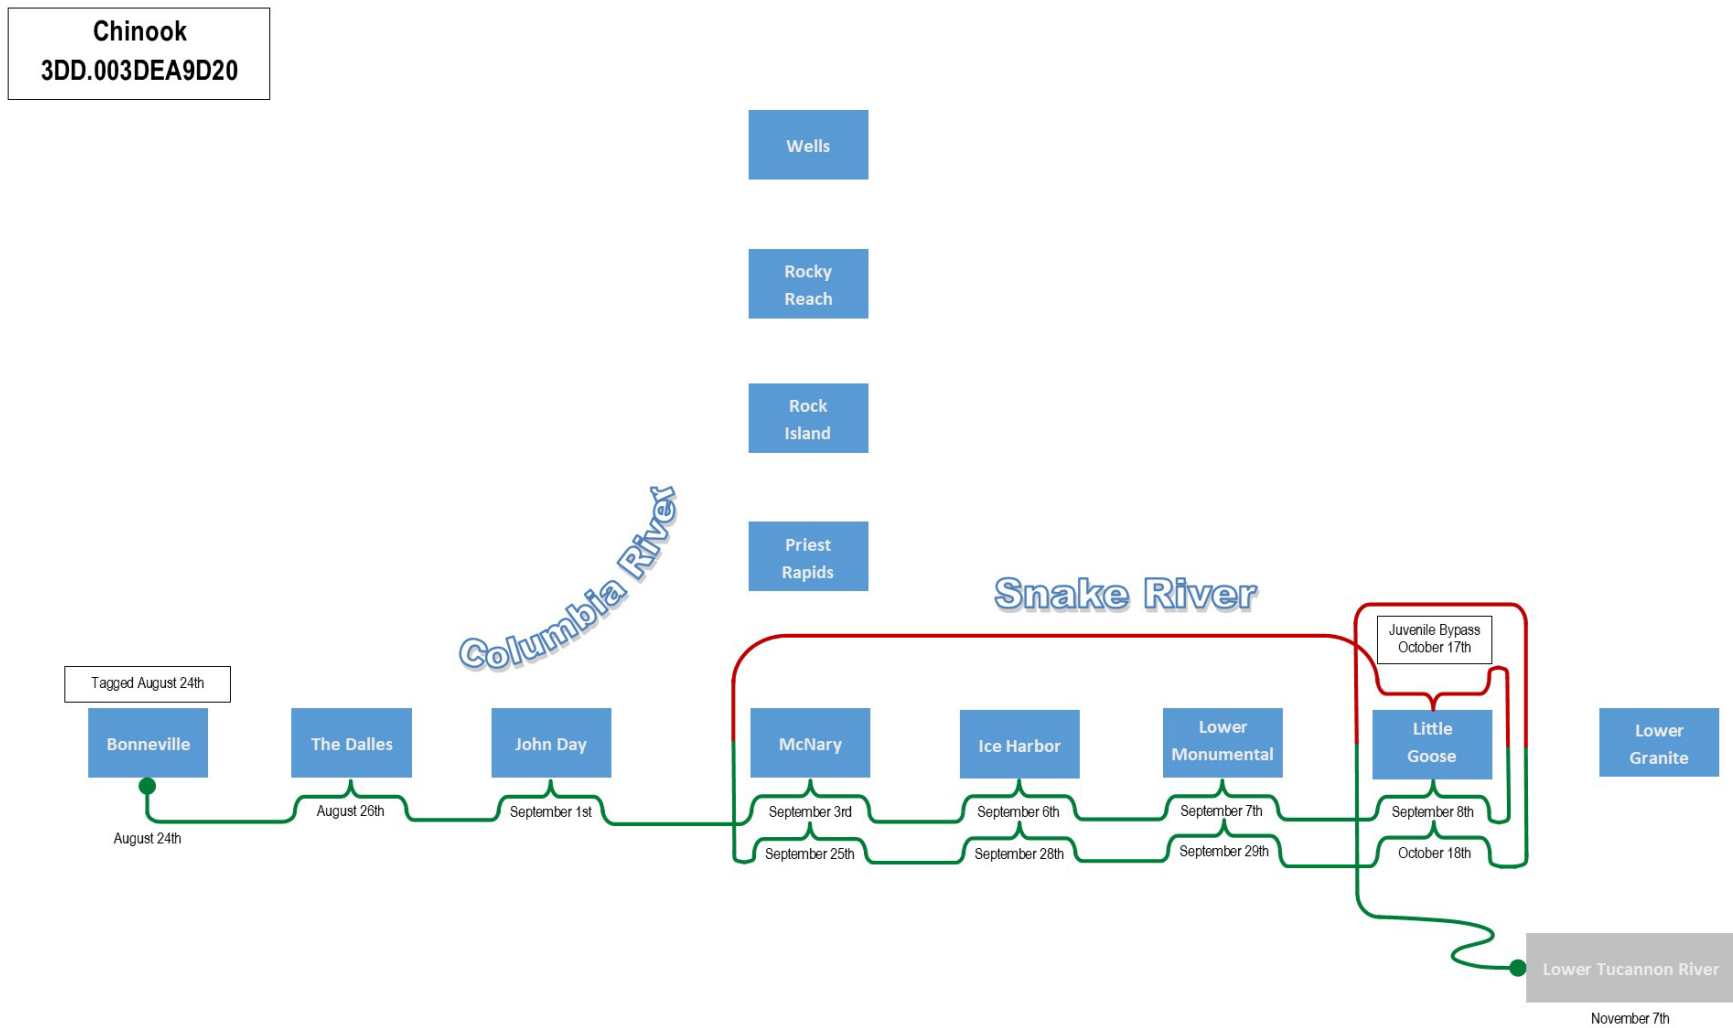 Chinook
3DD.003DEA9D20
Wells
Rocky
Reach
Rock
Island
Priest
Rapids
Columbia River
Snake River
Juvenile Bypass
October 17th
Tagged August 24th
Bonneville
The Dalles
John Day
McNary
Ice Harbor
Lower
Monumental
Little
Goose
Lower
Granite
August 24th
August 26th
September 1st
September 3rd
September 6th
September 7th
September 8th
September 25th
September 28th
September 29th
October 18th
Lower Tucannon River
November 7th